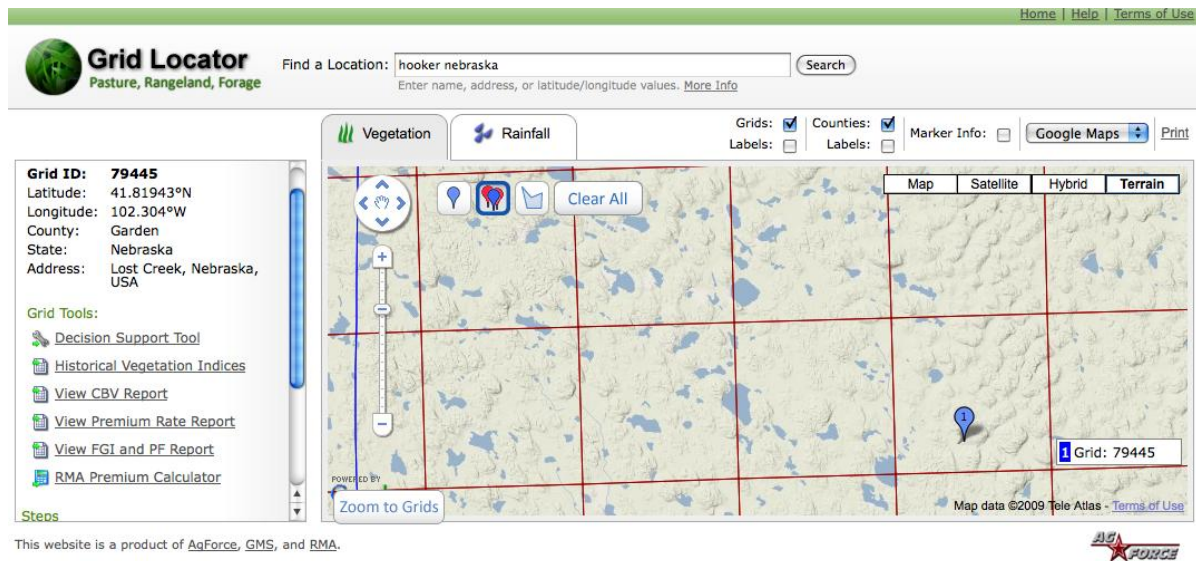 Home | Help | Terms of Use
Grid Locator
Pasture, Rangeland, Forage
Find a Location: hooker nebraska Search
Enter name, address, or latitude/longitude values. More Info
Vegetation Rainfall
Grids: Counties: Marker Info: Google Maps Print
Labels: Labels:
Grid ID: 79445
Latitude: 41.81943°N
Longitude: 102.304°W
County: Garden
State: Nebraska
Address: Lost Creek, Nebraska,
USA
Grid Tools:
Decision Support Tool
Historical Vegetation Indices
View CBV Report
View Premium Rate Report
View FGI and PF Report
RMA Premium Calculator
Steps
Clear All
Map Satellite Hybrid Terrain
1
1 Grid: 79445
POWERED BY
Zoom to Grids
Map data ©2009 Tele Atlas - Terms of Use
This website is a product of AgForce, GMS, and RMA.
AG FORCE